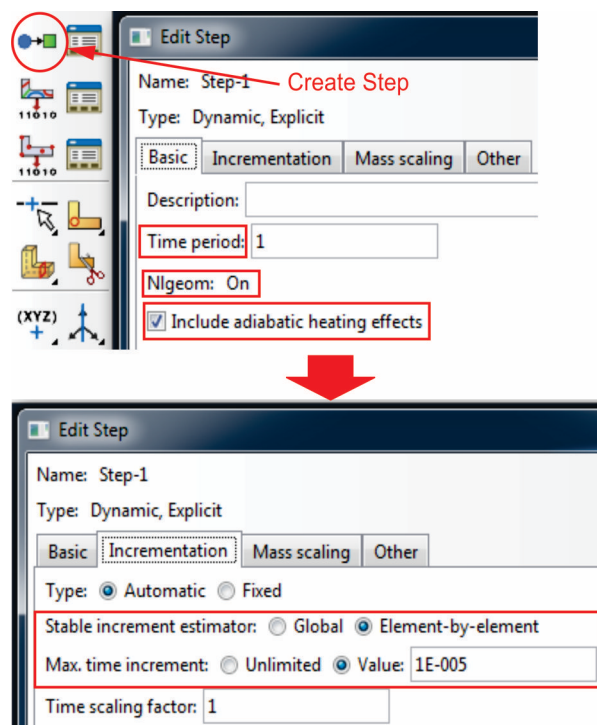 Edit Step
Name: Step-1
Create Step
Type: Dynamic, Explicit
Basic Incrementation Mass scaling Other
Description:
Time period: 1
Nlgeom: On
Include adiabatic heating effects
11010
11010
(XYZ)
Edit Step
Name: Step-1
Type: Dynamic, Explicit
Basic Incrementation Mass scaling Other
Type: Automatic Fixed
Stable increment estimator: Global Element-by-element
Max. time increment: Unlimited Value: 1E-005
Time scaling factor: 1